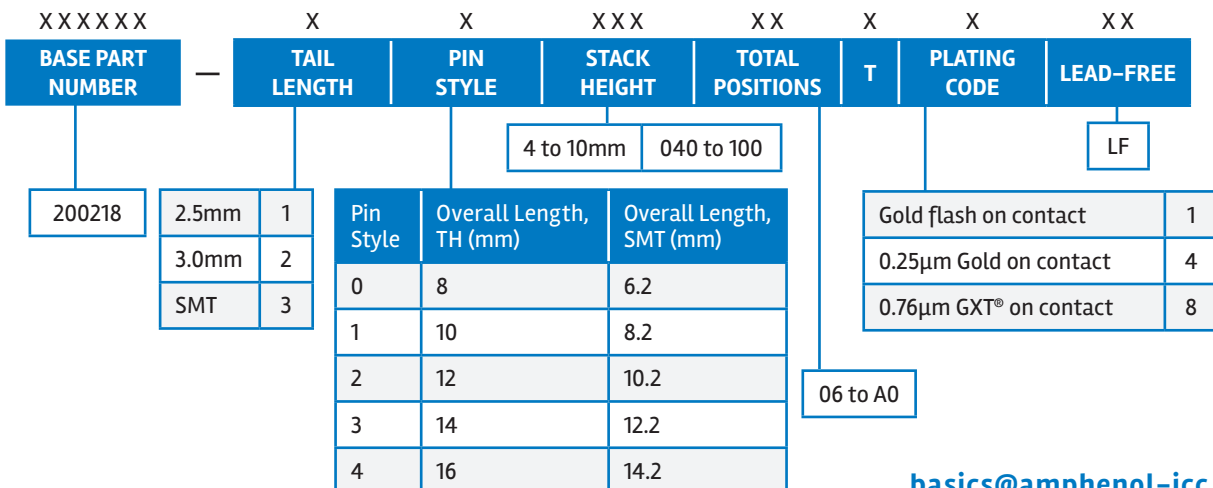 XXXXXX X X XXX XX X X XX
BASE PART NUMBER — TAIL LENGTH PIN STYLE STACK HEIGHT TOTAL POSITIONS T PLATING CODE LEAD-FREE
4 to 10mm 040 to 100
LF
200218
2.5mm 1
3.0mm 2
SMT 3
Pin Style Overall Length, TH (mm) Overall Length, SMT (mm)
0 8 6.2
1 10 8.2
2 12 10.2
3 14 12.2
4 16 14.2
06 to A0
Gold flash on contact 1
0.25µm Gold on contact 4
0.76µm GXT® on contact 8
basics@amphenol-icc